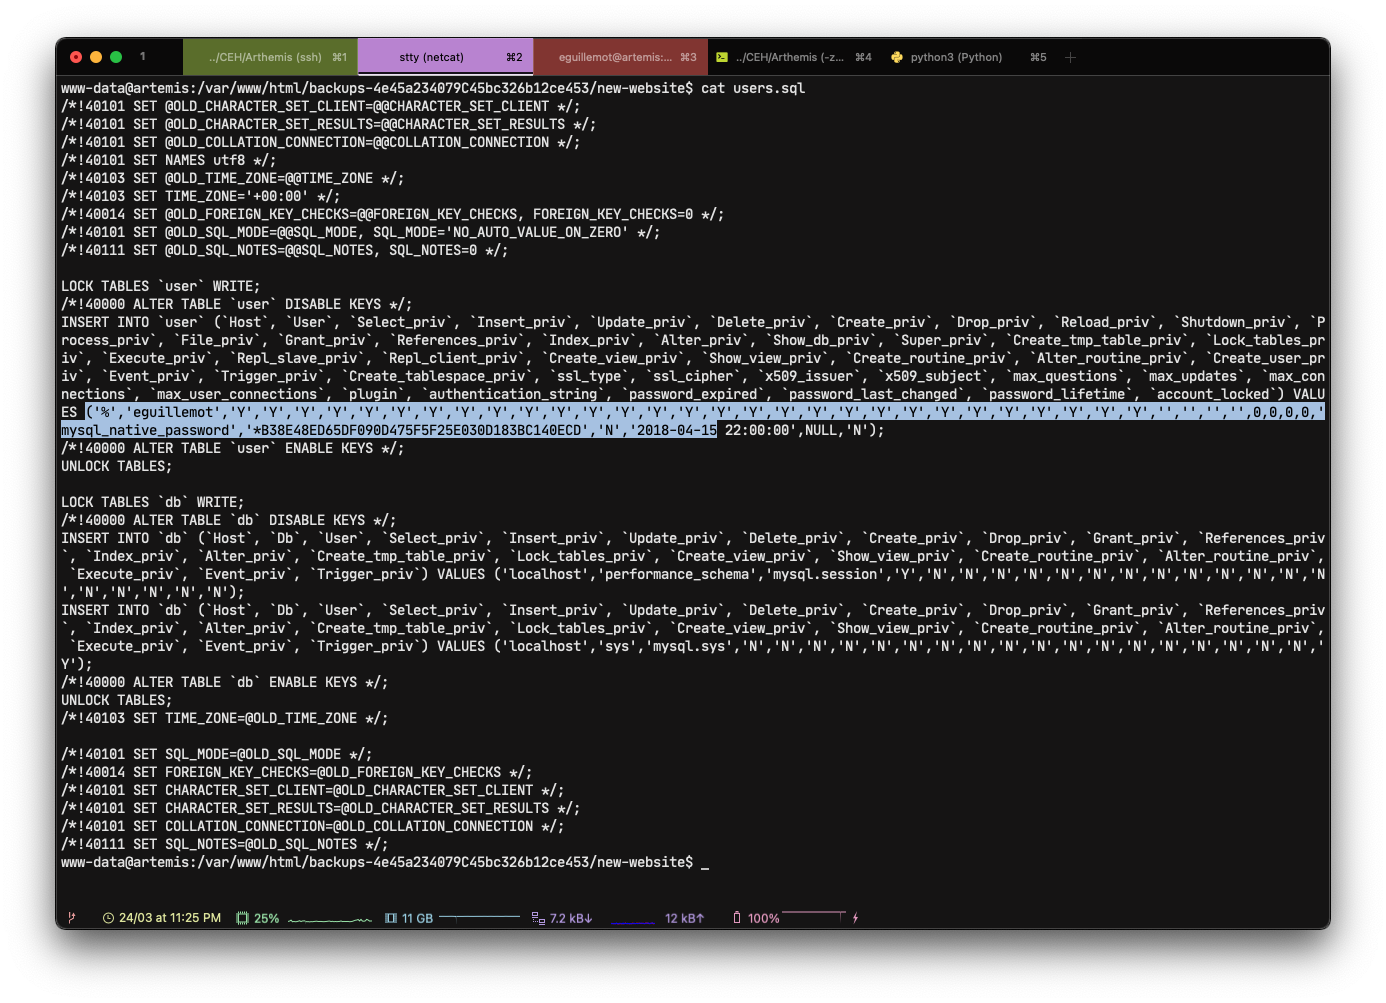 1 ../CEH/Arthemis (ssh) ⌘1 stty (netcat) ⌘2 eguillemot@artemis:... ⌘3 ../CEH/Arthemis (-z... ⌘4 python3 (Python) ⌘5
www-data@artemis:/var/www/html/backups-4e45a234079C45bc326b12ce453/new-website$ cat users.sql
/*!40101 SET @OLD_CHARACTER_SET_CLIENT=@@CHARACTER_SET_CLIENT */;
/*!40101 SET @OLD_CHARACTER_SET_RESULTS=@@CHARACTER_SET_RESULTS */;
/*!40101 SET @OLD_COLLATION_CONNECTION=@@COLLATION_CONNECTION */;
/*!40101 SET NAMES utf8 */;
/*!40103 SET @OLD_TIME_ZONE=@@TIME_ZONE */;
/*!40103 SET TIME_ZONE='+00:00' */;
/*!40014 SET @OLD_FOREIGN_KEY_CHECKS=@@FOREIGN_KEY_CHECKS, FOREIGN_KEY_CHECKS=0 */;
/*!40101 SET @OLD_SQL_MODE=@@SQL_MODE, SQL_MODE='NO_AUTO_VALUE_ON_ZERO' */;
/*!40111 SET @OLD_SQL_NOTES=@@SQL_NOTES, SQL_NOTES=0 */;
LOCK TABLES `user` WRITE;
/*!40000 ALTER TABLE `user` DISABLE KEYS */;
INSERT INTO `user` (`Host`, `User`, `Select_priv`, `Insert_priv`, `Update_priv`, `Delete_priv`, `Create_priv`, `Drop_priv`, `Reload_priv`, `Shutdown_priv`, `P
rocess_priv`, `File_priv`, `Grant_priv`, `References_priv`, `Index_priv`, `Alter_priv`, `Show_db_priv`, `Super_priv`, `Create_tmp_table_priv`, `Lock_tables_pr
iv`, `Execute_priv`, `Repl_slave_priv`, `Repl_client_priv`, `Create_view_priv`, `Show_view_priv`, `Create_routine_priv`, `Alter_routine_priv`, `Create_user_pr
iv`, `Event_priv`, `Trigger_priv`, `Create_tablespace_priv`, `ssl_type`, `ssl_cipher`, `x509_issuer`, `x509_subject`, `max_questions`, `max_updates`, `max_con
nections`, `max_user_connections`, `plugin`, `authentication_string`, `password_expired`, `password_last_changed`, `password_lifetime`, `account_locked`) VALU
ES ('%','eguillemot','Y','Y','Y','Y','Y','Y','Y','Y','Y','Y','Y','Y','Y','Y','Y','Y','Y','Y','Y','Y','Y','Y','Y','Y','Y','Y','Y','Y','Y','','','','',0,0,0,0,'
mysql_native_password','*B38E48ED65DF090D475F5F25E030D183BC140ECD','N','2018-04-15 22:00:00',NULL,'N');
/*!40000 ALTER TABLE `user` ENABLE KEYS */;
UNLOCK TABLES;
LOCK TABLES `db` WRITE;
/*!40000 ALTER TABLE `db` DISABLE KEYS */;
INSERT INTO `db` (`Host`, `Db`, `User`, `Select_priv`, `Insert_priv`, `Update_priv`, `Delete_priv`, `Create_priv`, `Drop_priv`, `Grant_priv`, `References_priv
`, `Index_priv`, `Alter_priv`, `Create_tmp_table_priv`, `Lock_tables_priv`, `Create_view_priv`, `Show_view_priv`, `Create_routine_priv`, `Alter_routine_priv`,
`Execute_priv`, `Event_priv`, `Trigger_priv`) VALUES ('localhost','performance_schema','mysql.session','Y','N','N','N','N','N','N','N','N','N','N','N','N','N
','N','N','N','N','N');
INSERT INTO `db` (`Host`, `Db`, `User`, `Select_priv`, `Insert_priv`, `Update_priv`, `Delete_priv`, `Create_priv`, `Drop_priv`, `Grant_priv`, `References_priv
`, `Index_priv`, `Alter_priv`, `Create_tmp_table_priv`, `Lock_tables_priv`, `Create_view_priv`, `Show_view_priv`, `Create_routine_priv`, `Alter_routine_priv`,
`Execute_priv`, `Event_priv`, `Trigger_priv`) VALUES ('localhost','sys','mysql.sys','N','N','N','N','N','N','N','N','N','N','N','N','N','N','N','N','N','N','
Y');
/*!40000 ALTER TABLE `db` ENABLE KEYS */;
UNLOCK TABLES;
/*!40103 SET TIME_ZONE=@OLD_TIME_ZONE */;
/*!40101 SET SQL_MODE=@OLD_SQL_MODE */;
/*!40014 SET FOREIGN_KEY_CHECKS=@OLD_FOREIGN_KEY_CHECKS */;
/*!40101 SET CHARACTER_SET_CLIENT=@OLD_CHARACTER_SET_CLIENT */;
/*!40101 SET CHARACTER_SET_RESULTS=@OLD_CHARACTER_SET_RESULTS */;
/*!40101 SET COLLATION_CONNECTION=@OLD_COLLATION_CONNECTION */;
/*!40111 SET SQL_NOTES=@OLD_SQL_NOTES */;
www-data@artemis:/var/www/html/backups-4e45a234079C45bc326b12ce453/new-website$ _
24/03 at 11:25 PM 25% 11 GB 7.2 kB↓ 12 kB↑ 100%